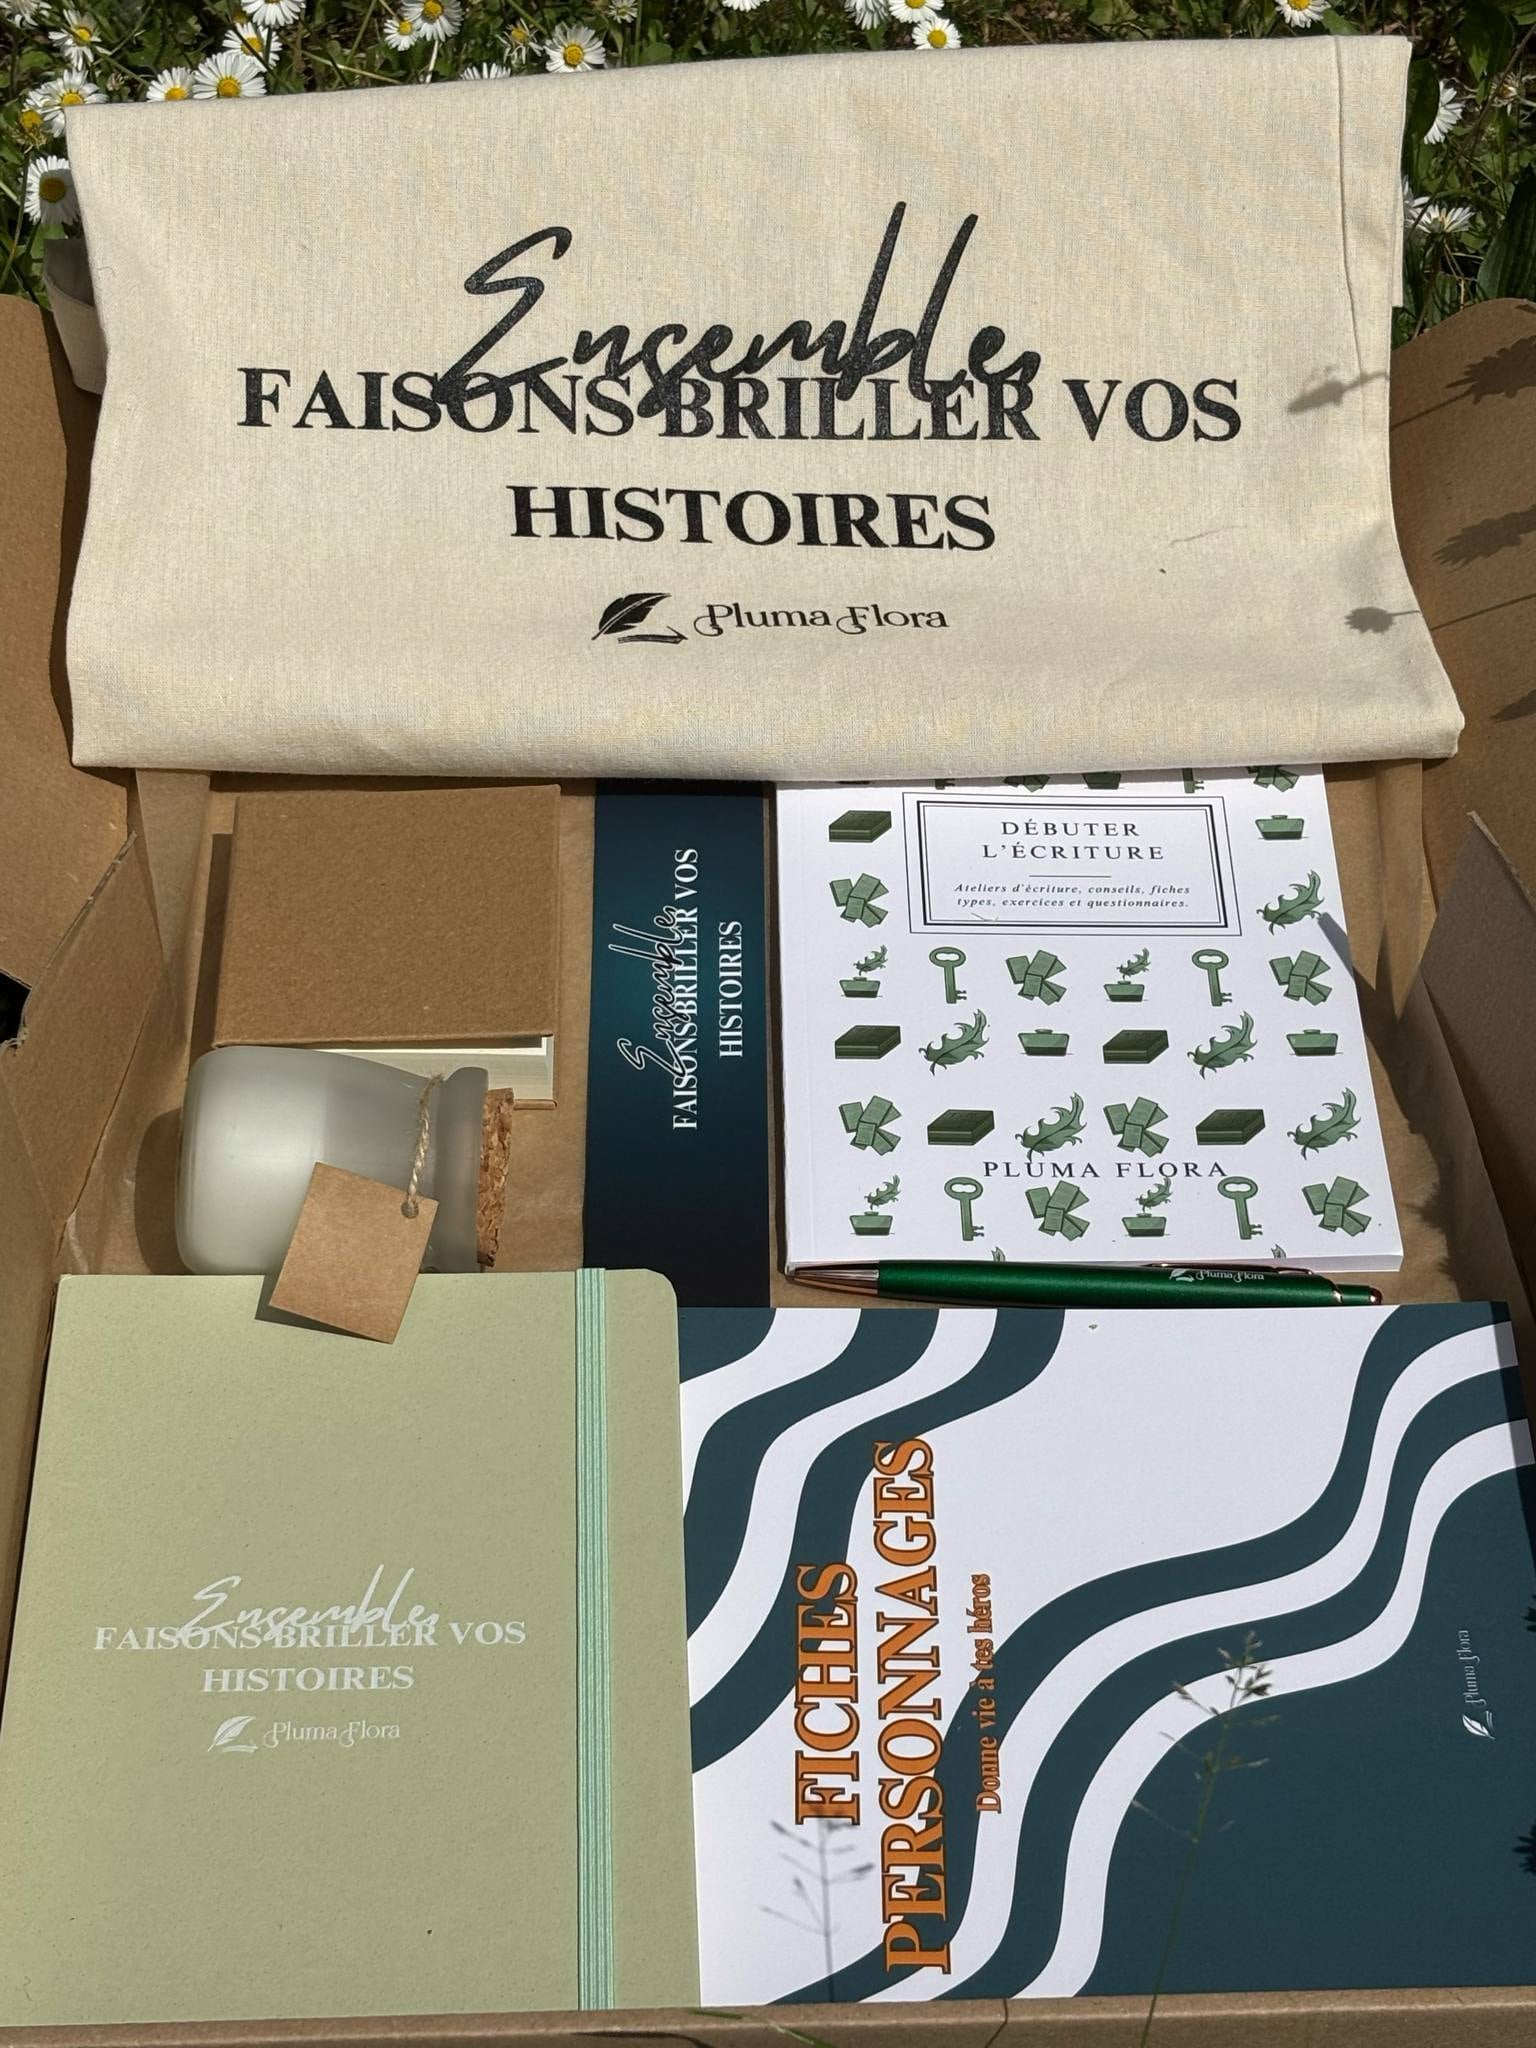 Ensemble,
FAISONS BRILLER VOS
HISTOIRES
Pluma Flora
Ensemble,
FAISONS BRILLER VOS
HISTOIRES
DÉBUTER
L'ÉCRITURE
Ateliers d'écriture, conseils, fiches
types, exercices et questionnaires.
PLUMA FLORA
Pluma Flora
Ensemble,
FAISONS BRILLER VOS
HISTOIRES
Pluma Flora
FICHES
PERSONNAGES
Donne vie à tes héros
Pluma Flora